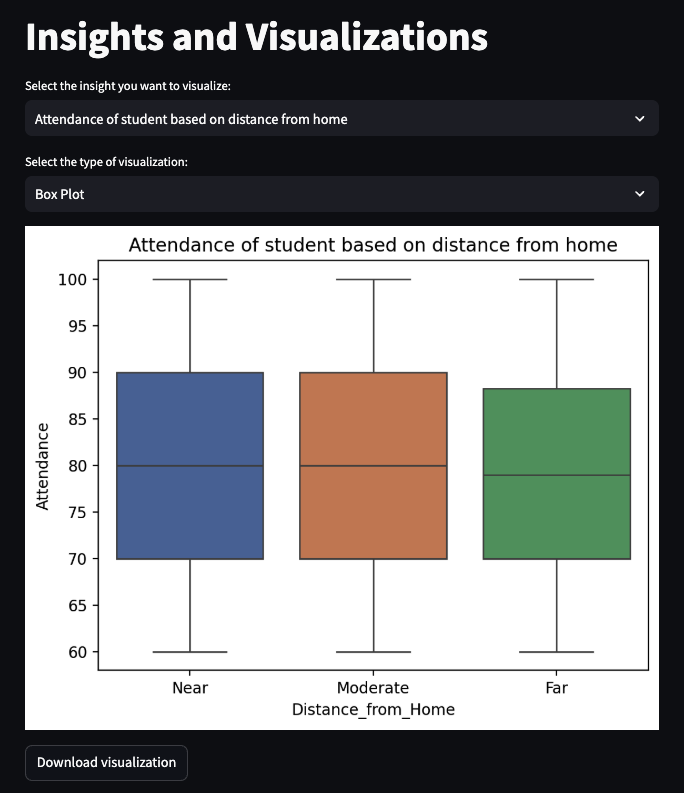 Insights and Visualizations
Select the insight you want to visualize:
Attendance of student based on distance from home
Select the type of visualization:
Box Plot
Attendance of student based on distance from home
100
95
90
85
80
75
70
65
60
Attendance
Near Moderate Far
Distance_from_Home
Download visualization